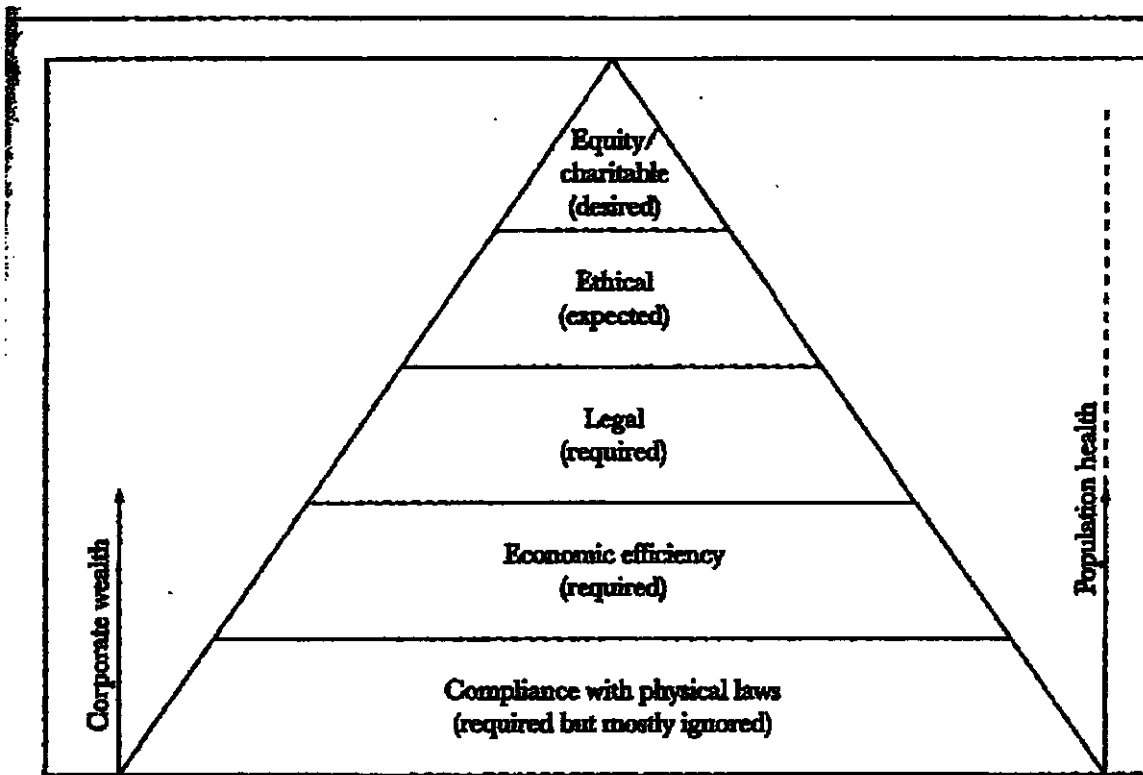 Equity/
charitable
(desired)
Ethical
(expected)
Legal
(required)
Economic efficiency
(required)
Compliance with physical laws
(required but mostly ignored)
Corporate wealth
Population health